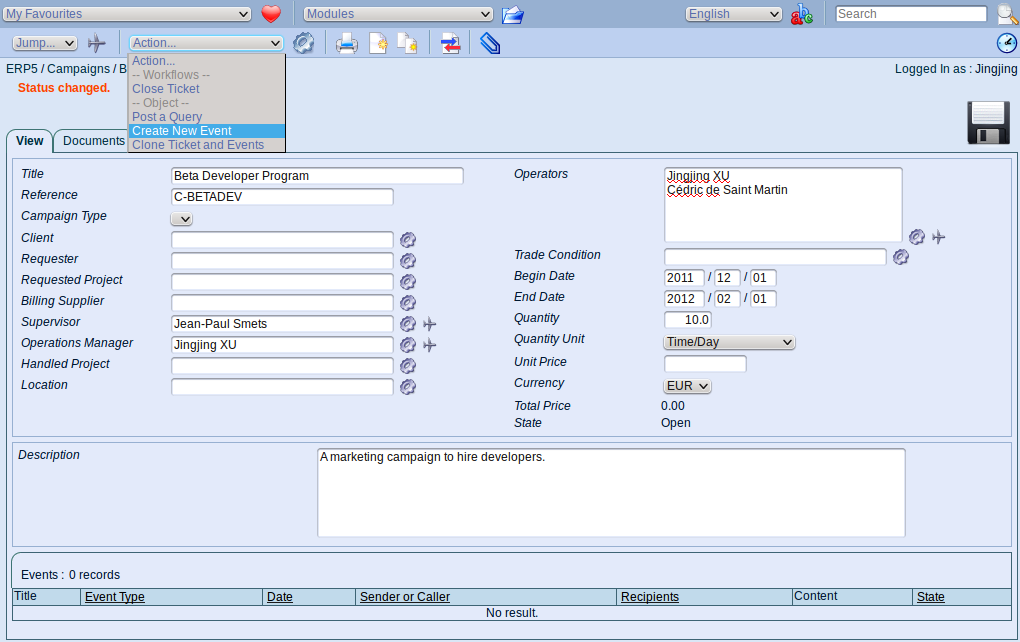 My Favourites
Modules
English
Search
Jump...
Action...
ERP5 / Campaigns / B
Logged In as : Jingjing
Status changed.
Action...
-- Workflows --
Close Ticket
-- Object --
Post a Query
Create New Event
Clone Ticket and Events
View
Documents
Title
Beta Developer Program
Reference
C-BETADEV
Campaign Type
Client
Requester
Requested Project
Billing Supplier
Supervisor
Jean-Paul Smets
Operations Manager
Jingjing XU
Handled Project
Location
Operators
Jingjing XU
Cédric de Saint Martin
Trade Condition
Begin Date
2011 / 12 / 01
End Date
2012 / 02 / 01
Quantity
10.0
Quantity Unit
Time/Day
Unit Price
Currency
EUR
Total Price
0.00
State
Open
Description
A marketing campaign to hire developers.
Events : 0 records
Title Event Type Date Sender or Caller Recipients Content State
No result.